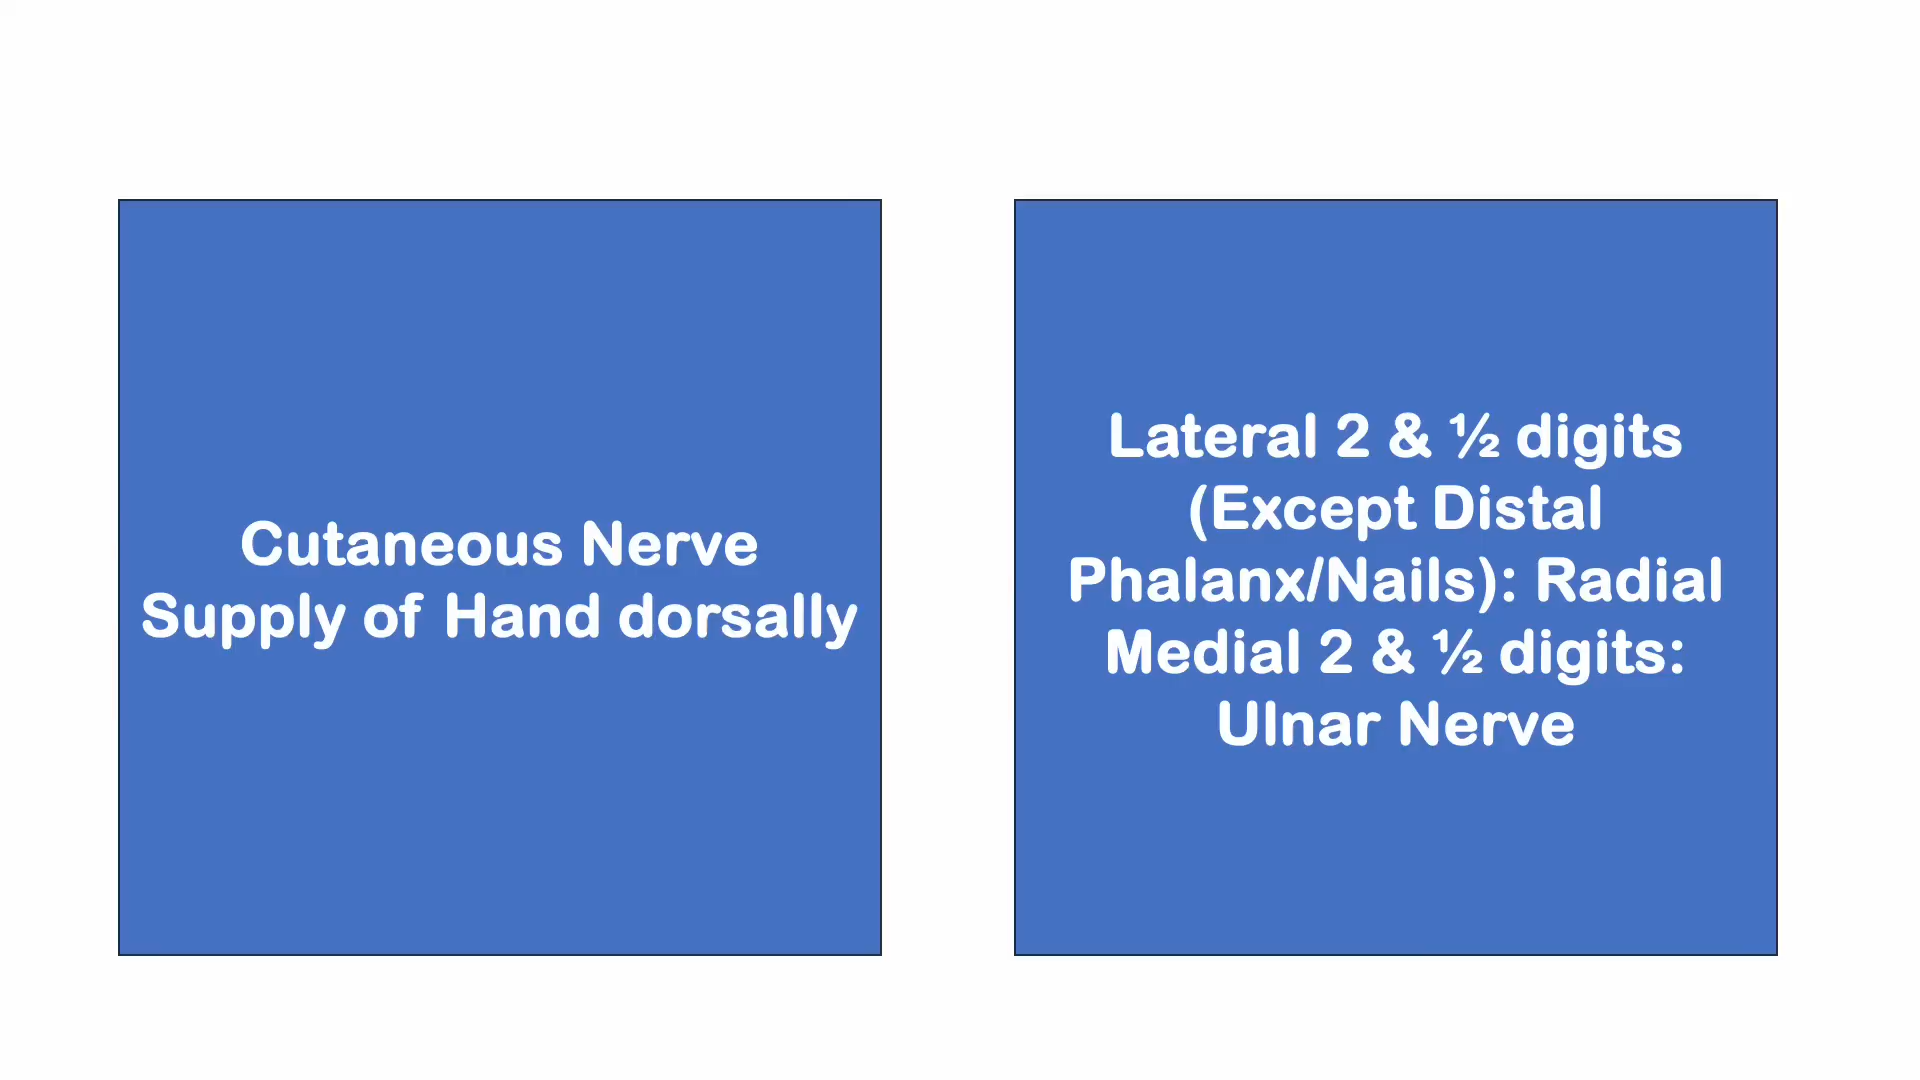 Cutaneous Nerve
Supply of Hand dorsally
Lateral 2 & ½ digits
(Except Distal
Phalanx/Nails): Radial
Medial 2 & ½ digits:
Ulnar Nerve